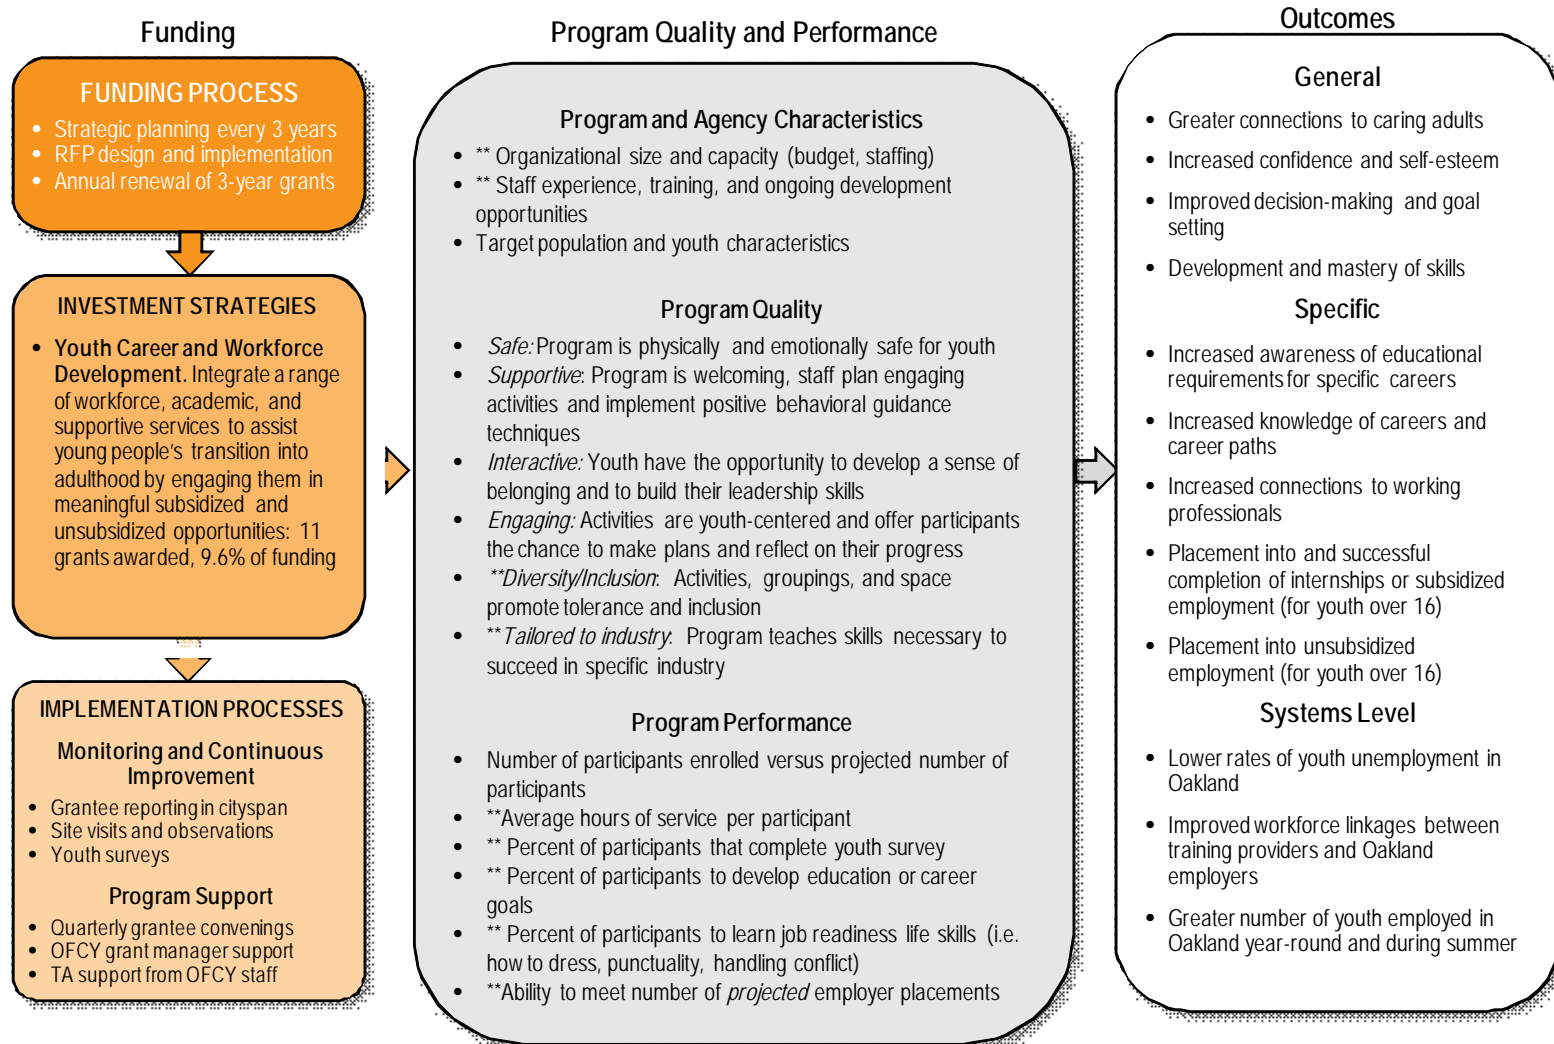 Funding
FUNDING PROCESS
• Strategic planning every 3 years
• RFP design and implementation
• Annual renewal of 3-year grants
INVESTMENT STRATEGIES
• Youth Career and Workforce
Development. Integrate a range
of workforce, academic, and
supportive services to assist
young people's transition into
adulthood by engaging them in
meaningful subsidized and
unsubsidized opportunities: 11
grants awarded, 9.6% of funding
IMPLEMENTATION PROCESSES
Monitoring and Continuous
Improvement
• Grantee reporting in cityspan
• Site visits and observations
• Youth surveys
Program Support
• Quarterly grantee convenings
• OFCY grant manager support
• TA support from OFCY staff
Program Quality and Performance
Program and Agency Characteristics
• ** Organizational size and capacity (budget, staffing)
• ** Staff experience, training, and ongoing development
opportunities
• Target population and youth characteristics
Program Quality
• Safe: Program is physically and emotionally safe for youth
• Supportive: Program is welcoming, staff plan engaging
activities and implement positive behavioral guidance
techniques
• Interactive: Youth have the opportunity to develop a sense of
belonging and to build their leadership skills
• Engaging: Activities are youth-centered and offer participants
the chance to make plans and reflect on their progress
• **Diversity/Inclusion: Activities, groupings, and space
promote tolerance and inclusion
• **Tailored to industry: Program teaches skills necessary to
succeed in specific industry
Program Performance
• Number of participants enrolled versus projected number of
participants
• **Average hours of service per participant
• ** Percent of participants that complete youth survey
• ** Percent of participants to develop education or career
goals
• ** Percent of participants to learn job readiness life skills (i.e.
how to dress, punctuality, handling conflict)
• **Ability to meet number of projected employer placements
Outcomes
General
• Greater connections to caring adults
• Increased confidence and self-esteem
• Improved decision-making and goal
setting
• Development and mastery of skills
Specific
• Increased awareness of educational
requirements for specific careers
• Increased knowledge of careers and
career paths
• Increased connections to working
professionals
• Placement into and successful
completion of internships or subsidized
employment (for youth over 16)
• Placement into unsubsidized
employment (for youth over 16)
Systems Level
• Lower rates of youth unemployment in
Oakland
• Improved workforce linkages between
training providers and Oakland
employers
• Greater number of youth employed in
Oakland year-round and during summer